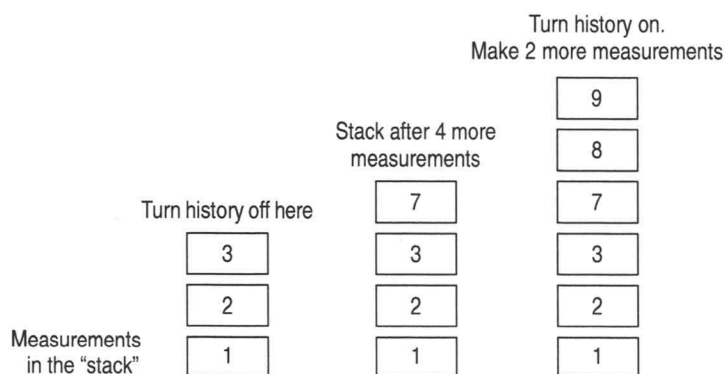 Turn history on.
Make 2 more measurements
9
Stack after 4 more
measurements
8
Turn history off here
7
7
3
3
3
2
2
2
Measurements
in the “stack”
1
1
1